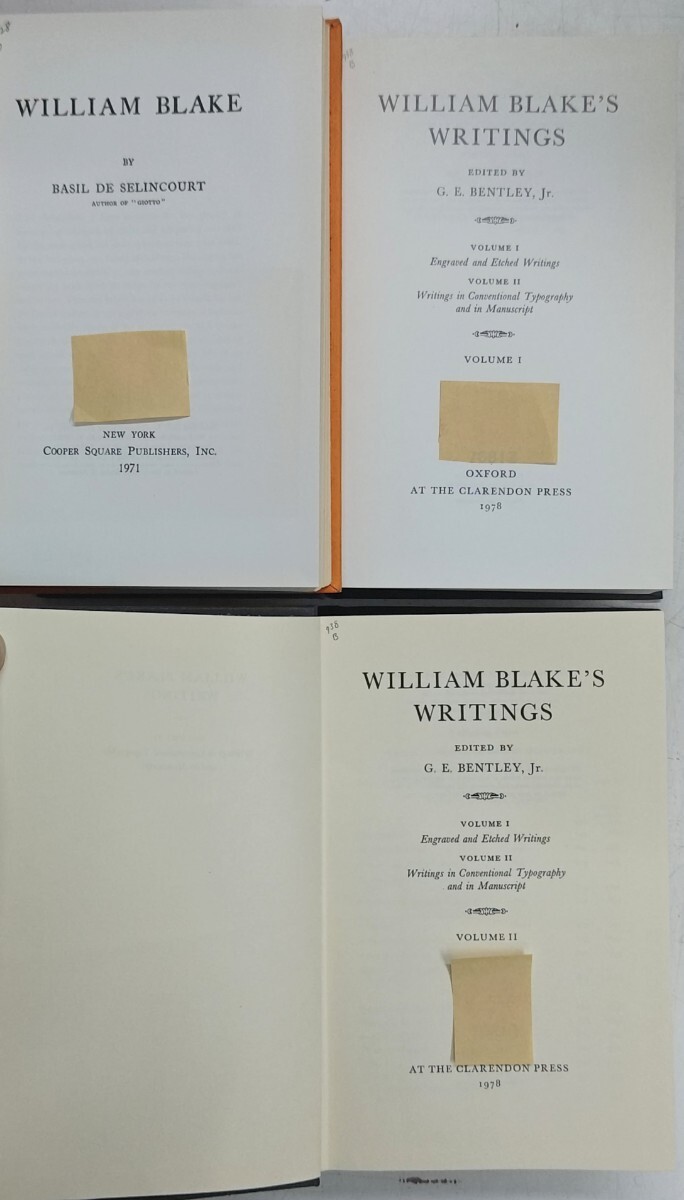 WILLIAM BLAKE
BY
BASIL DE SELINCOURT
AUTHOR OF "GIOTTO"
NEW YORK
COOPER SQUARE PUBLISHERS, INC.
1971
WILLIAM BLAKE'S
WRITINGS
EDITED BY
G. E. BENTLEY, Jr.
VOLUME I
Engraved and Etched Writings
VOLUME II
Writings in Conventional Typography
and in Manuscript
VOLUME I
OXFORD
AT THE CLARENDON PRESS
1978
938
B
WILLIAM BLAKE'S
WRITINGS
EDITED BY
G. E. BENTLEY, Jr.
VOLUME I
Engraved and Etched Writings
VOLUME II
Writings in Conventional Typography
and in Manuscript
VOLUME II
AT THE CLARENDON PRESS
1978